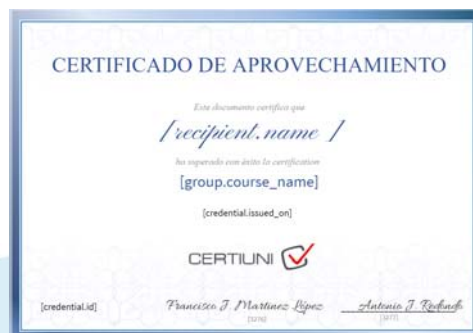 CERTIFICADO DE APROVECHAMIENTO
Este documento certifica que
[recipient.name ]
ha superado con éxito la certification
[group.course_name]
[credential.issued_on]
CERTIUNI
[credential.id]
Francisco J. Martínez López
Antonio J. Redondo